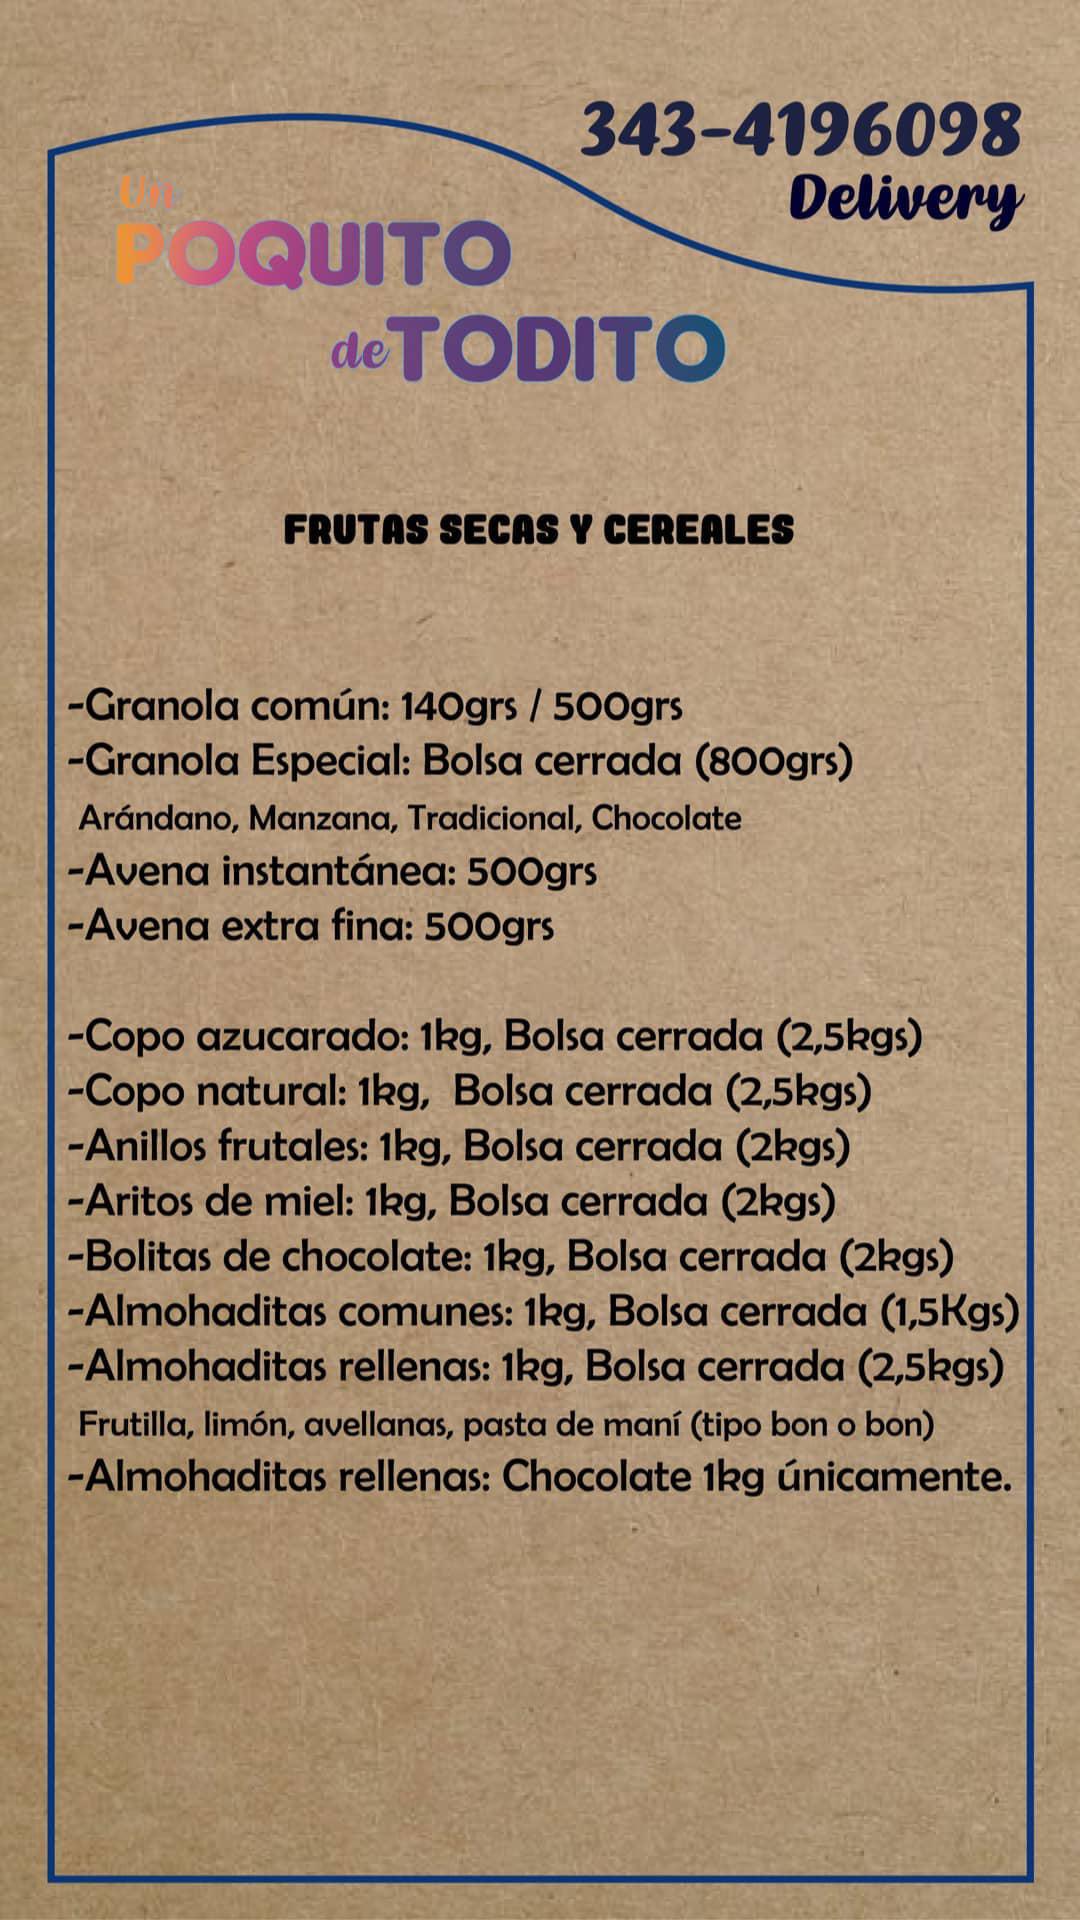 343-4196098
Delivery
Un
POQUITO
de TODITO
FRUTAS SECAS Y CEREALES
-Granola común: 140grs / 500grs
-Granola Especial: Bolsa cerrada (800grs)
Arándano, Manzana, Tradicional, Chocolate
-Avena instantánea: 500grs
-Avena extra fina: 500grs
-Copo azucarado: 1kg, Bolsa cerrada (2,5kgs)
-Copo natural: 1kg, Bolsa cerrada (2,5kgs)
-Anillos frutales: 1kg, Bolsa cerrada (2kgs)
-Aritos de miel: 1kg, Bolsa cerrada (2kgs)
-Bolitas de chocolate: 1kg, Bolsa cerrada (2kgs)
-Almohaditas comunes: 1kg, Bolsa cerrada (1,5Kgs)
-Almohaditas rellenas: 1kg, Bolsa cerrada (2,5kgs)
Frutilla, limón, avellanas, pasta de maní (tipo bon o bon)
-Almohaditas rellenas: Chocolate 1kg únicamente.